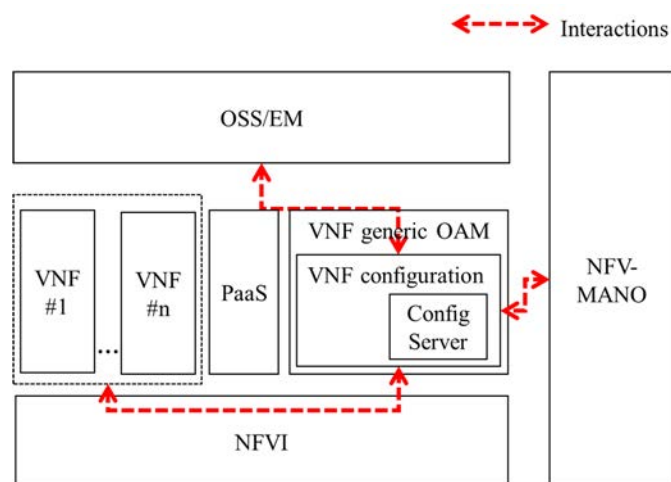 Interactions
OSS/EM
VNF
#1
...
VNF
#n
PaaS
VNF generic OAM
VNF configuration
Config
Server
NFV-
MANO
NFVI